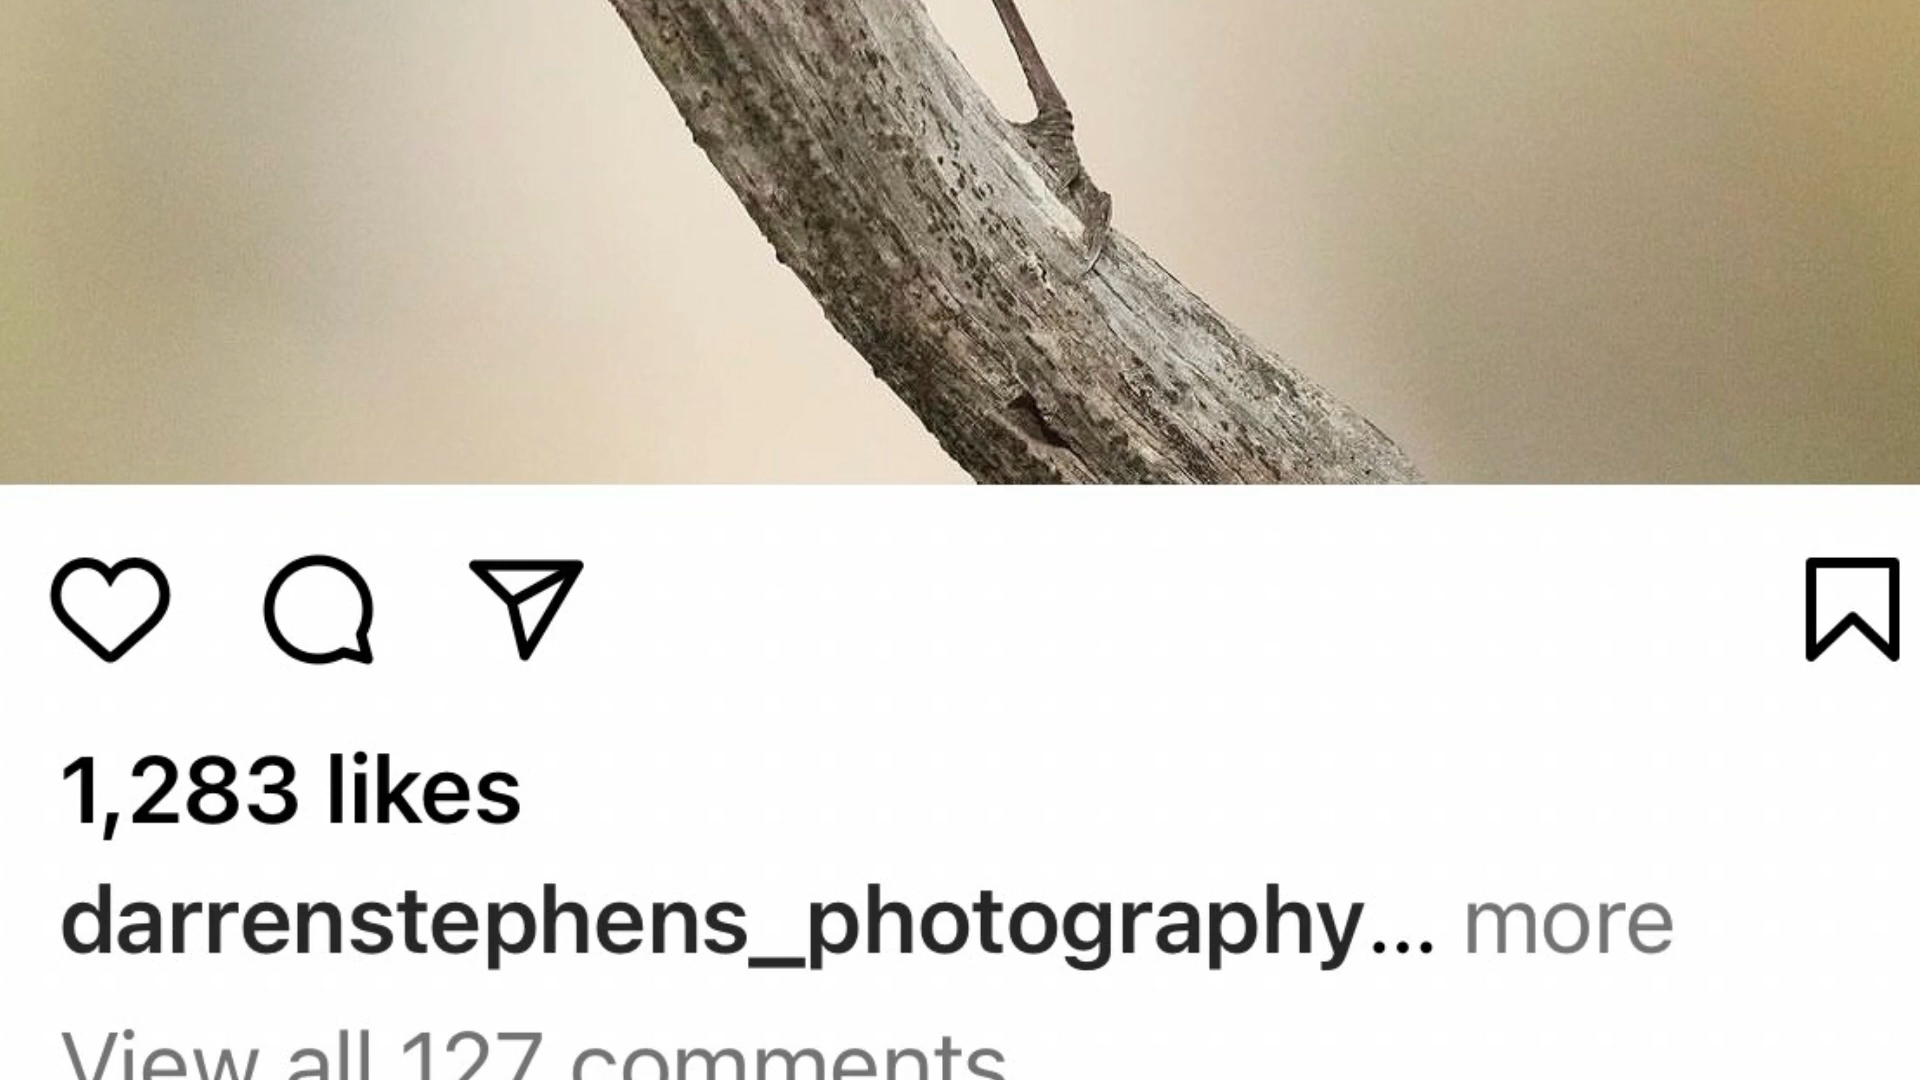 1,283 likes
darrenstephens_photography... more
View all 127 comments